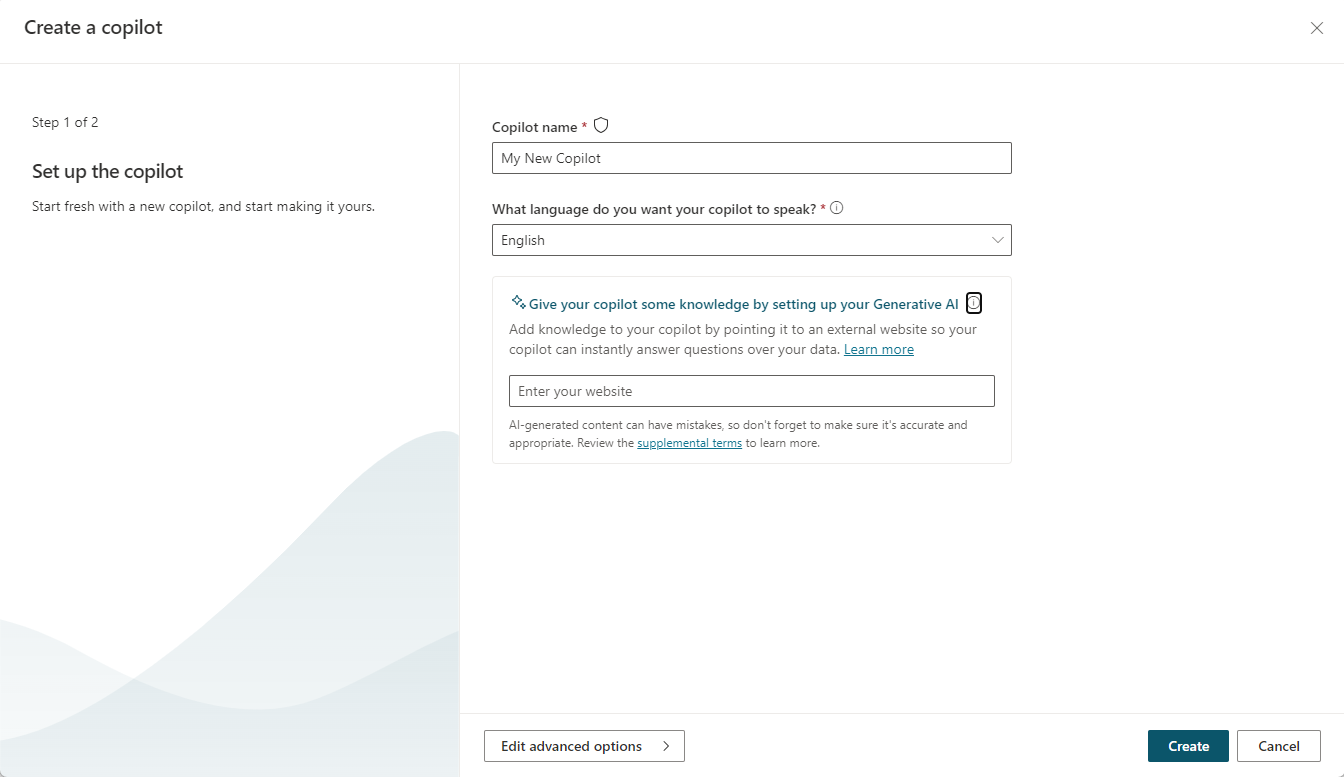 Create a copilot
Step 1 of 2
Set up the copilot
Start fresh with a new copilot, and start making it yours.
Copilot name *
My New Copilot
What language do you want your copilot to speak? *
English
Give your copilot some knowledge by setting up your Generative AI
Add knowledge to your copilot by pointing it to an external website so your
copilot can instantly answer questions over your data. Learn more
Enter your website
AI-generated content can have mistakes, so don't forget to make sure it's accurate and
appropriate. Review the supplemental terms to learn more.
Edit advanced options
Create
Cancel